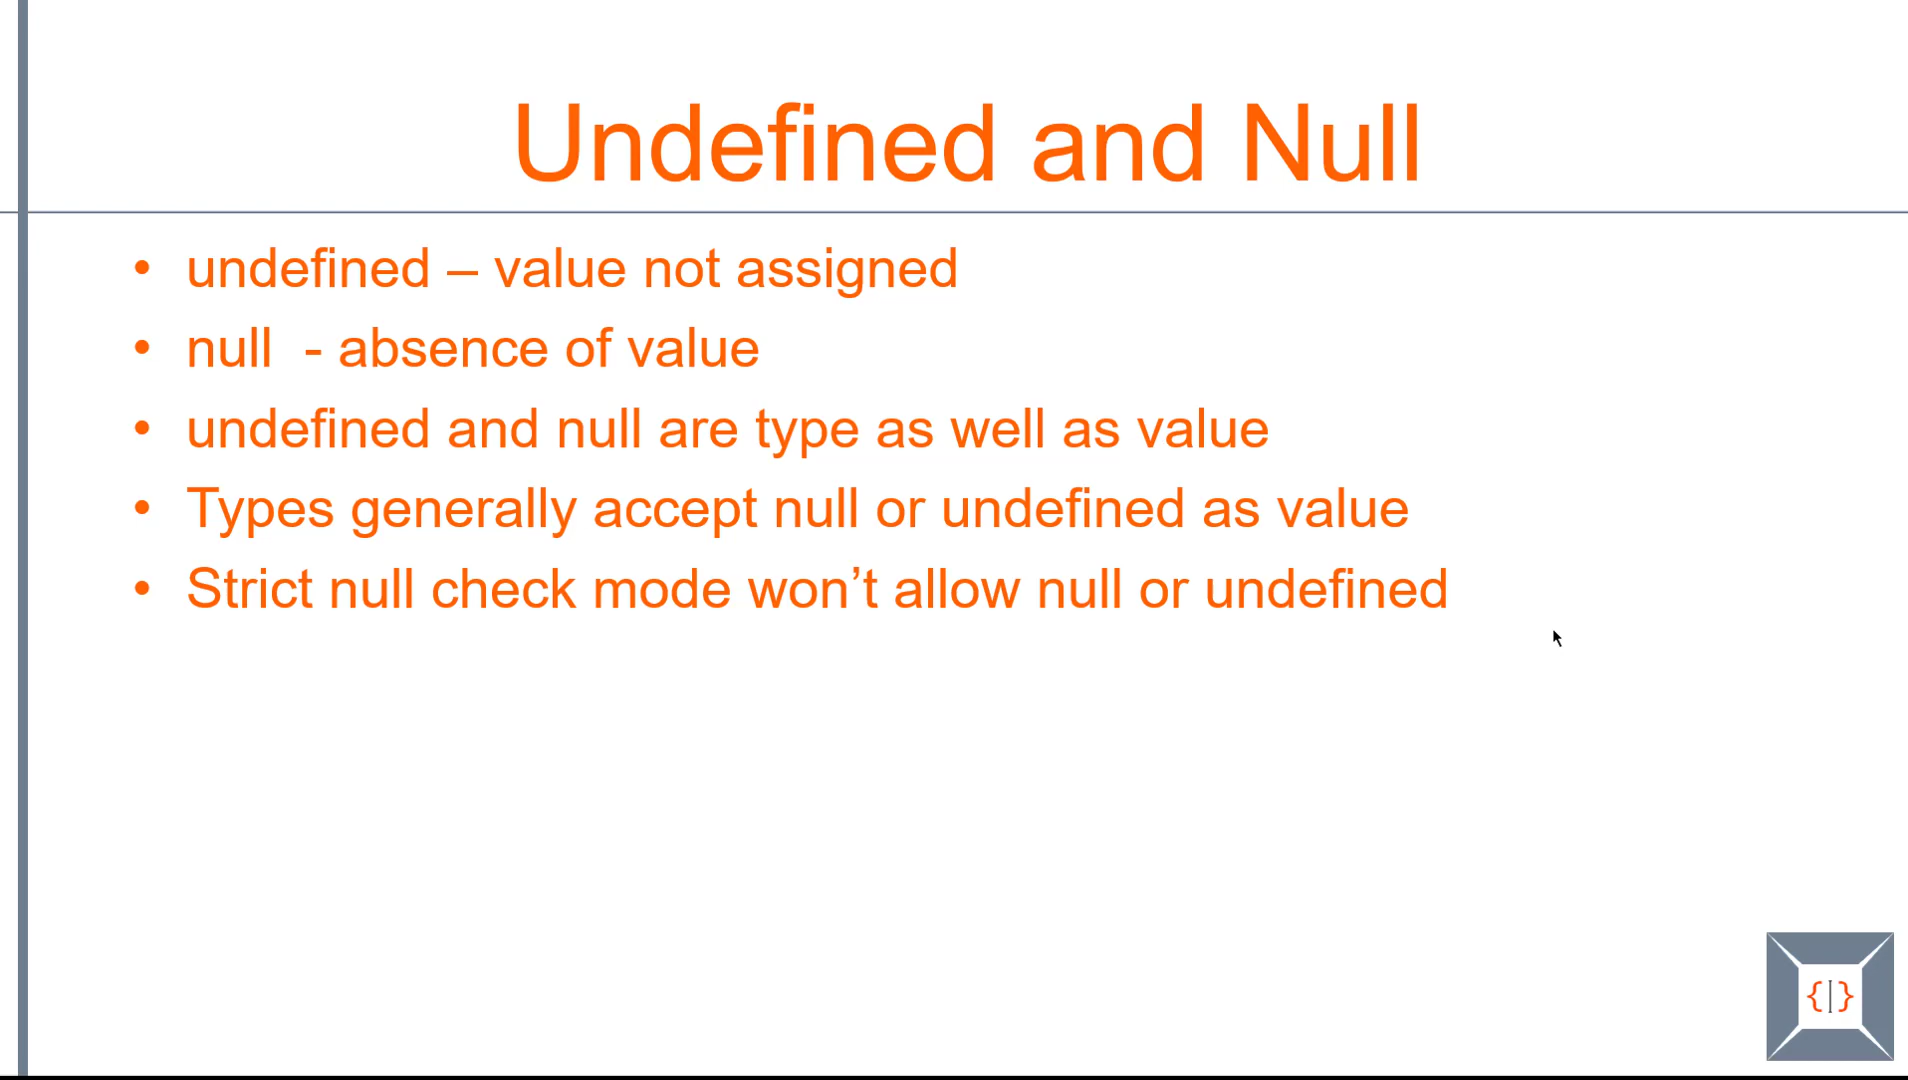 Undefined and Null
• undefined – value not assigned
• null  - absence of value
• undefined and null are type as well as value
• Types generally accept null or undefined as value
• Strict null check mode won’t allow null or undefined
{|}